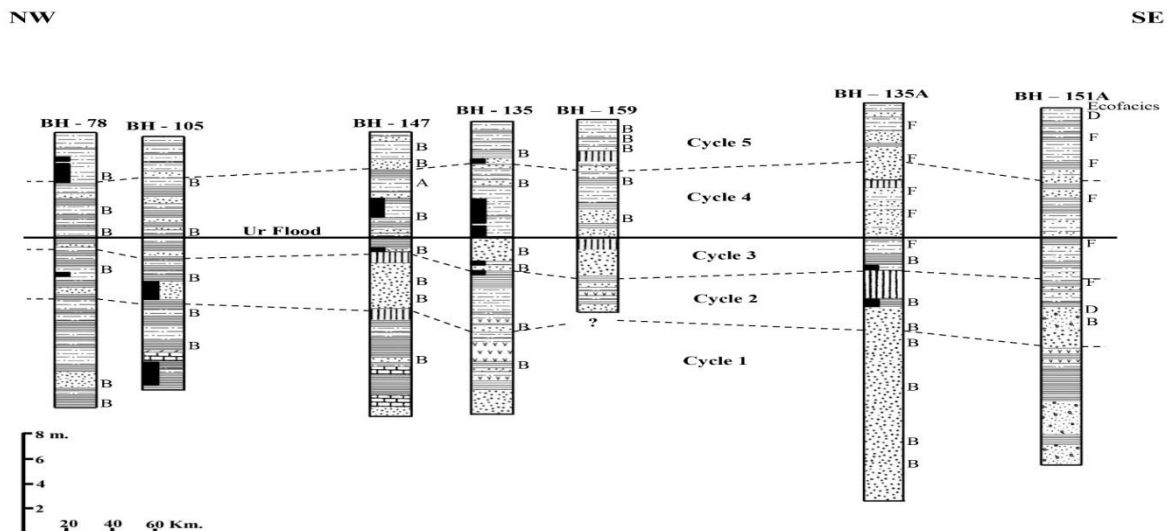 NW SE
BH - 78 BH - 105 BH - 147 BH - 135 BH – 159 BH – 135A BH – 151A
Ecofacics
D
B
B F F
B B Cycle 5
B B B F F
B B A B B
Cycle 4 F F
B B B F
B B Ur Flood
F F
B B B Cycle 3 B
B B B F
B Cycle 2 B D
B B B
? B
B B B Cycle 1 B
B B
B
B
B
8 m.
6
4
2
20 40 60 Km.